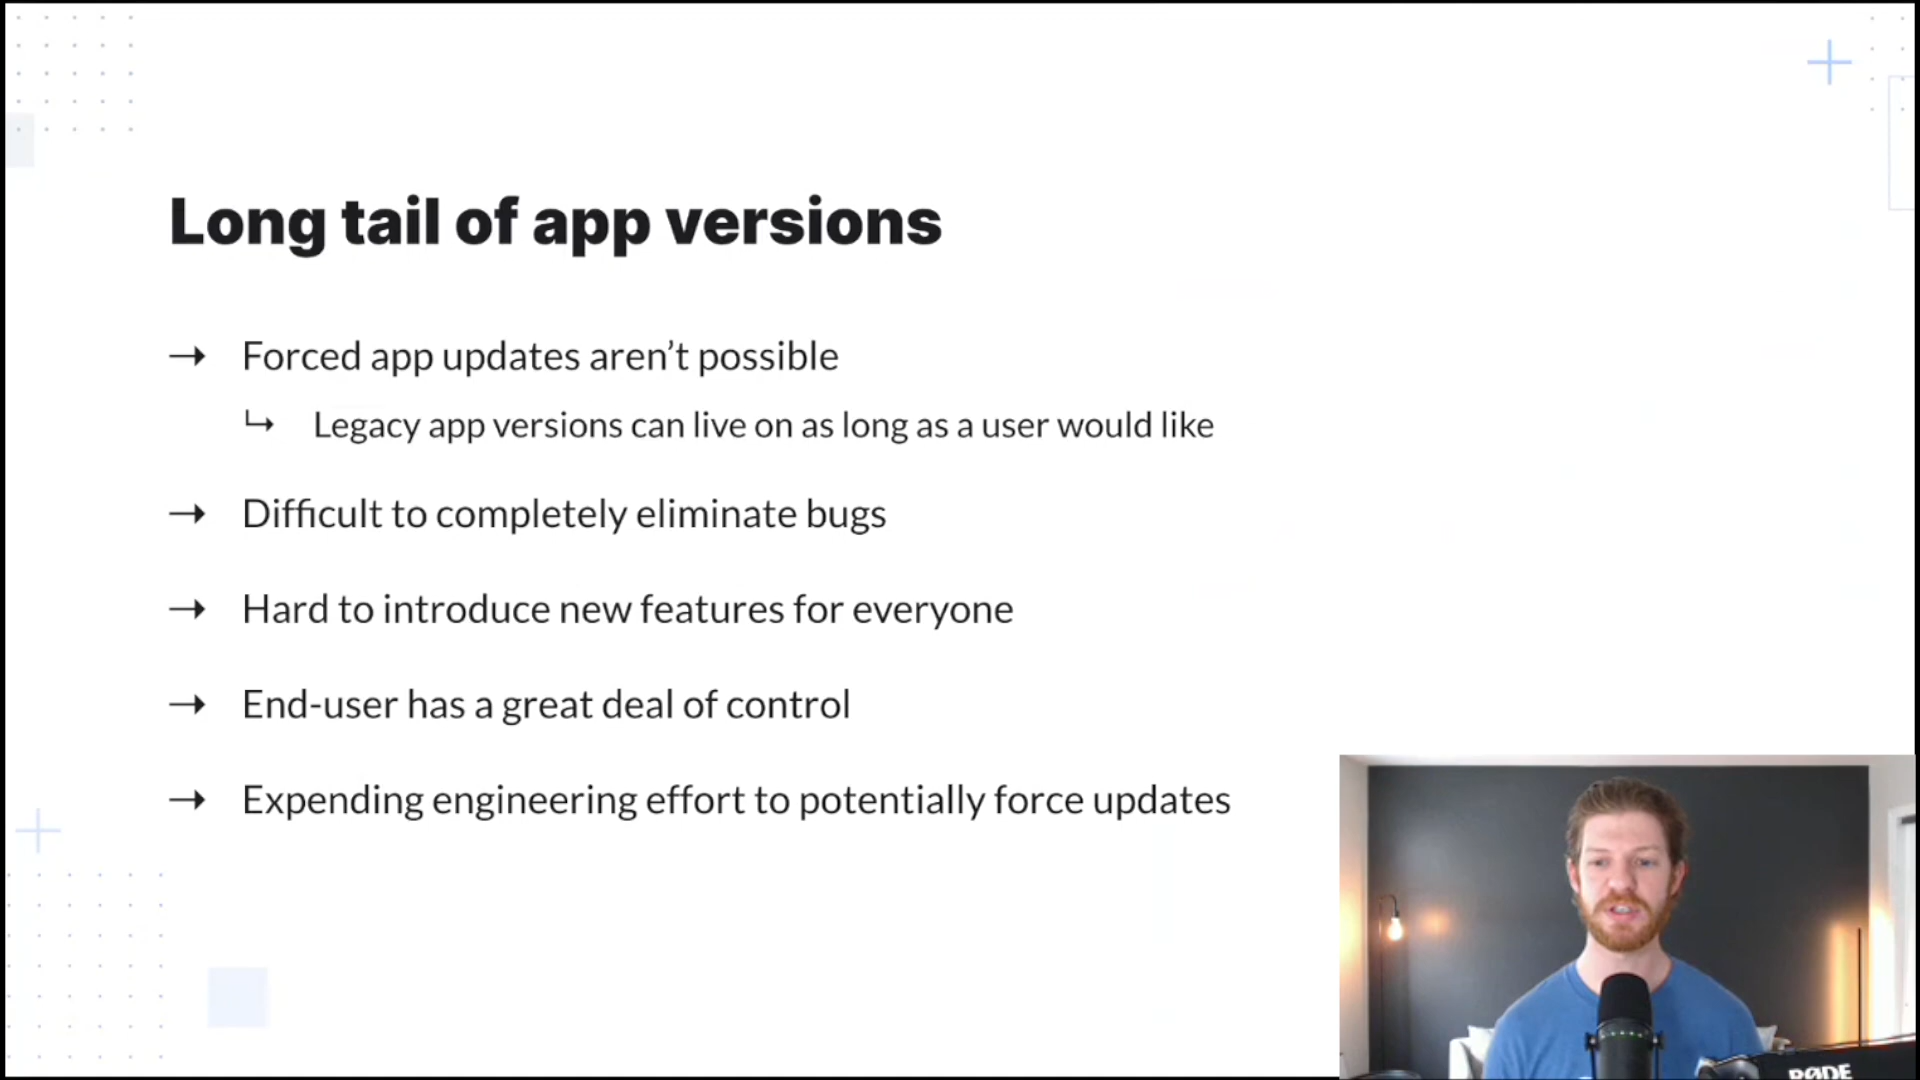 Long tail of app versions
→ Forced app updates aren’t possible
↳ Legacy app versions can live on as long as a user would like
→ Difficult to completely eliminate bugs
→ Hard to introduce new features for everyone
→ End-user has a great deal of control
→ Expending engineering effort to potentially force updates
RØDE